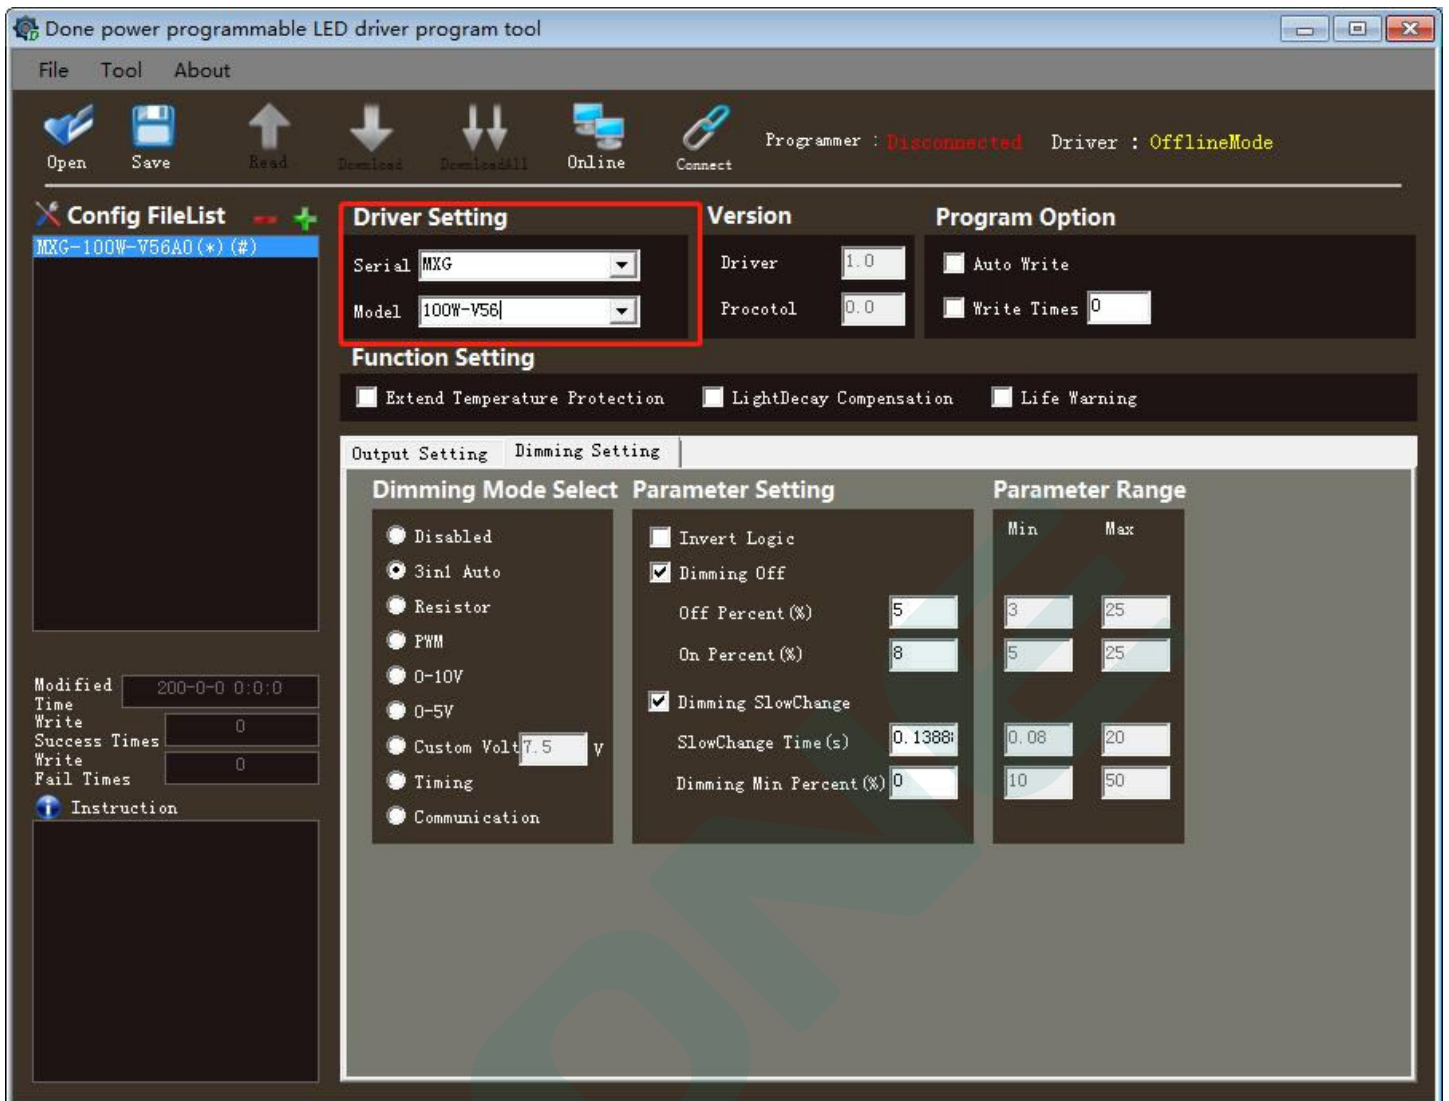 Done power programmable LED driver program tool
File Tool About
Open Save Read Download DownloadAll Online Connect Programmer : Disconnected Driver : OfflineMode
Config FileList
MXG-100W-V56A0(*)(#)
Modified Time 200-0-0 0:0:0
Write Success Times 0
Write Fail Times 0
Instruction
Driver Setting
Serial MXG
Model 100W-V56
Version
Driver 1.0
Procotol 0.0
Program Option
Auto Write
Write Times 0
Function Setting
Extend Temperature Protection LightDecay Compensation Life Warning
Output Setting Dimming Setting
Dimming Mode Select
Disabled
3in1 Auto
Resistor
PWM
0-10V
0-5V
Custom Volt 7.5 V
Timing
Communication
Parameter Setting
Invert Logic
Dimming Off
Off Percent(%) 5
On Percent(%) 8
Dimming SlowChange
SlowChange Time(s) 0.1388
Dimming Min Percent(%) 0
Parameter Range
Min Max
3 25
5 25
0.08 20
10 50